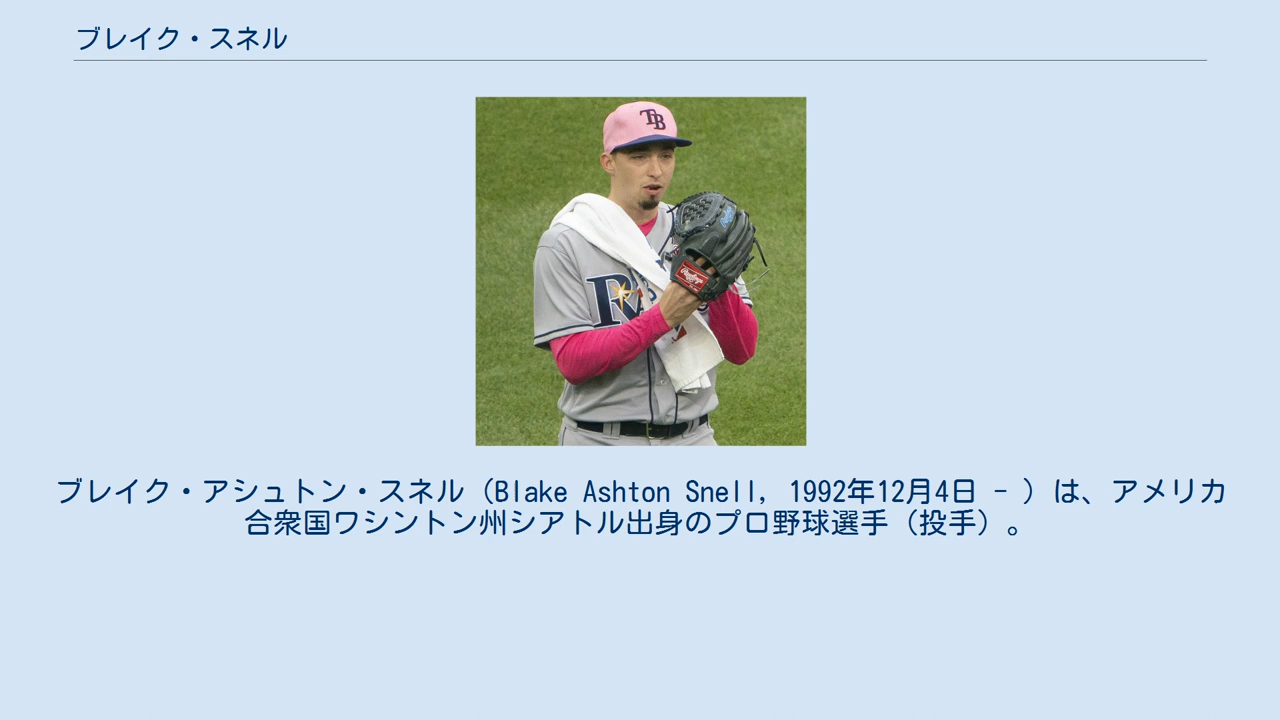 ブレイク・スネル
TB
Rawlings
ブレイク・アシュトン・スネル（Blake Ashton Snell, 1992年12月4日 - ）は、アメリカ
合衆国ワシントン州シアトル出身のプロ野球選手（投手）。